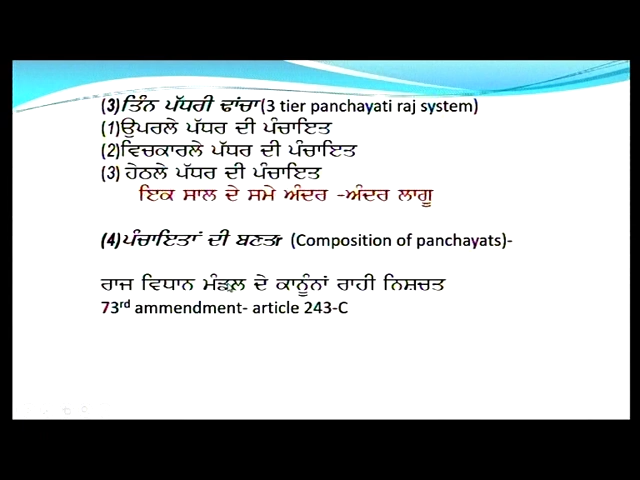 (3)ਤਿੰਨ ਪੱਧਰੀ ਢਾਂਚਾ(3 tier panchayati raj system)
(1)ਉਪਰਲੇ ਪੱਧਰ ਦੀ ਪੰਚਾਇਤ
(2)ਵਿਚਕਾਰਲੇ ਪੱਧਰ ਦੀ ਪੰਚਾਇਤ
(3) ਹੇਠਲੇ ਪੱਧਰ ਦੀ ਪੰਚਾਇਤ
ਇਕ ਸਾਲ ਦੇ ਸਮੇ ਅੰਦਰ -ਅੰਦਰ ਲਾਗੂ
(4)ਪੰਚਾਇਤਾਂ ਦੀ ਬਣਤr (Composition of panchayats)-
ਰਾਜ ਵਿਧਾਨ ਮੰਡਲ ਦੇ ਕਾਨੂੰਨਾਂ ਰਾਹੀ ਨਿਸ਼ਚਤ
73rd ammendment- article 243-C